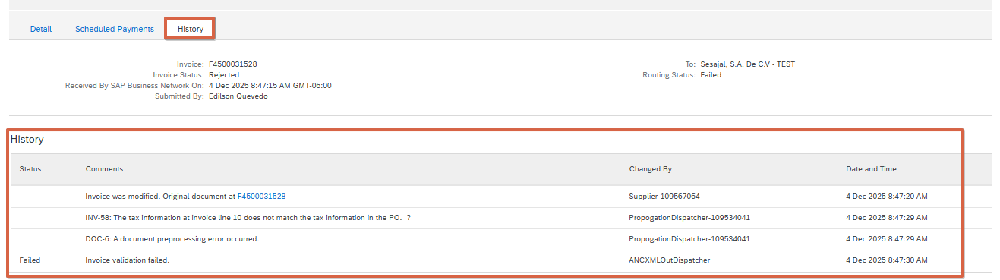 Detail Scheduled Payments History
Invoice: F4500031528 To: Sesajal, S.A. De C.V - TEST
Invoice Status: Rejected Routing Status: Failed
Received By SAP Business Network On: 4 Dec 2025 8:47:15 AM GMT-06:00
Submitted By: Edilson Quevedo
History
Status Comments Changed By Date and Time
Invoice was modified. Original document at F4500031528 Supplier-109567064 4 Dec 2025 8:47:20 AM
INV-58: The tax information at invoice line 10 does not match the tax information in the PO. ? PropogationDispatcher-109534041 4 Dec 2025 8:47:29 AM
DOC-6: A document preprocessing error occurred. PropogationDispatcher-109534041 4 Dec 2025 8:47:29 AM
Failed Invoice validation failed. ANCXMLOutDispatcher 4 Dec 2025 8:47:30 AM